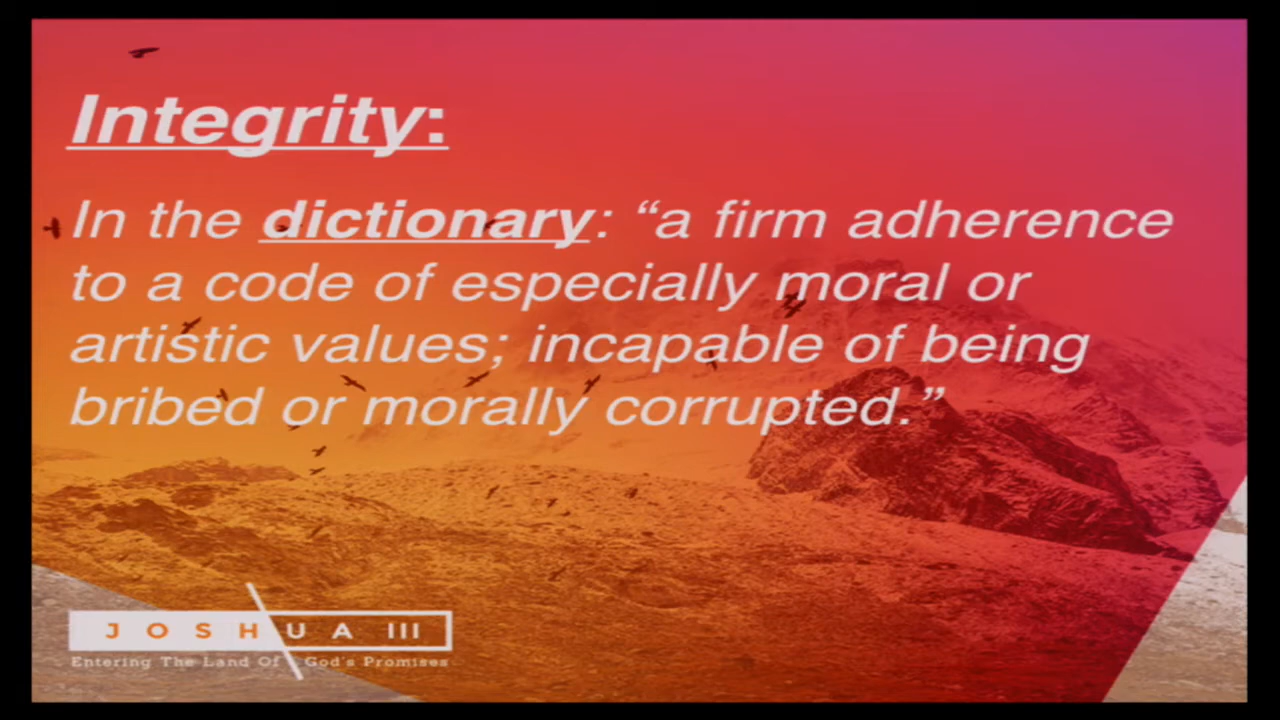 Integrity:
In the dictionary: “a firm adherence
to a code of especially moral or
artistic values; incapable of being
bribed or morally corrupted.”
JOSHUA III
Entering The Land Of God's Promises